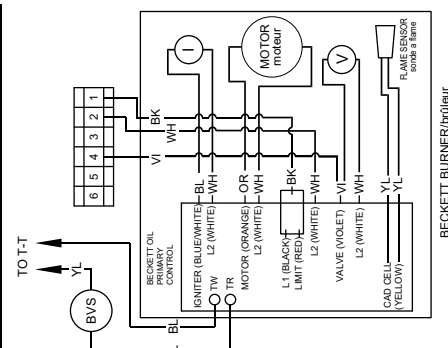 I
MOTOR
moteur
V
FLAME SENSOR
sonde a flame
BECKETT BURNER/brûleur
1
2
3
4
5
6
BK
WH
VI
BL
WH
OR
WH
BK
WH
VI
WH
YL
YL
TO T-T
YL
BVS
BL
BECKETT OIL
PRIMARY
CONTROL
IGNITER (BLUE/WHITE)
L2 (WHITE)
TW
TR
MOTOR (ORANGE)
L2 (WHITE)
L1 (BLACK)
LIMIT (RED)
L2 (WHITE)
VALVE (VIOLET)
L2 (WHITE)
CAD CELL
(YELLOW)